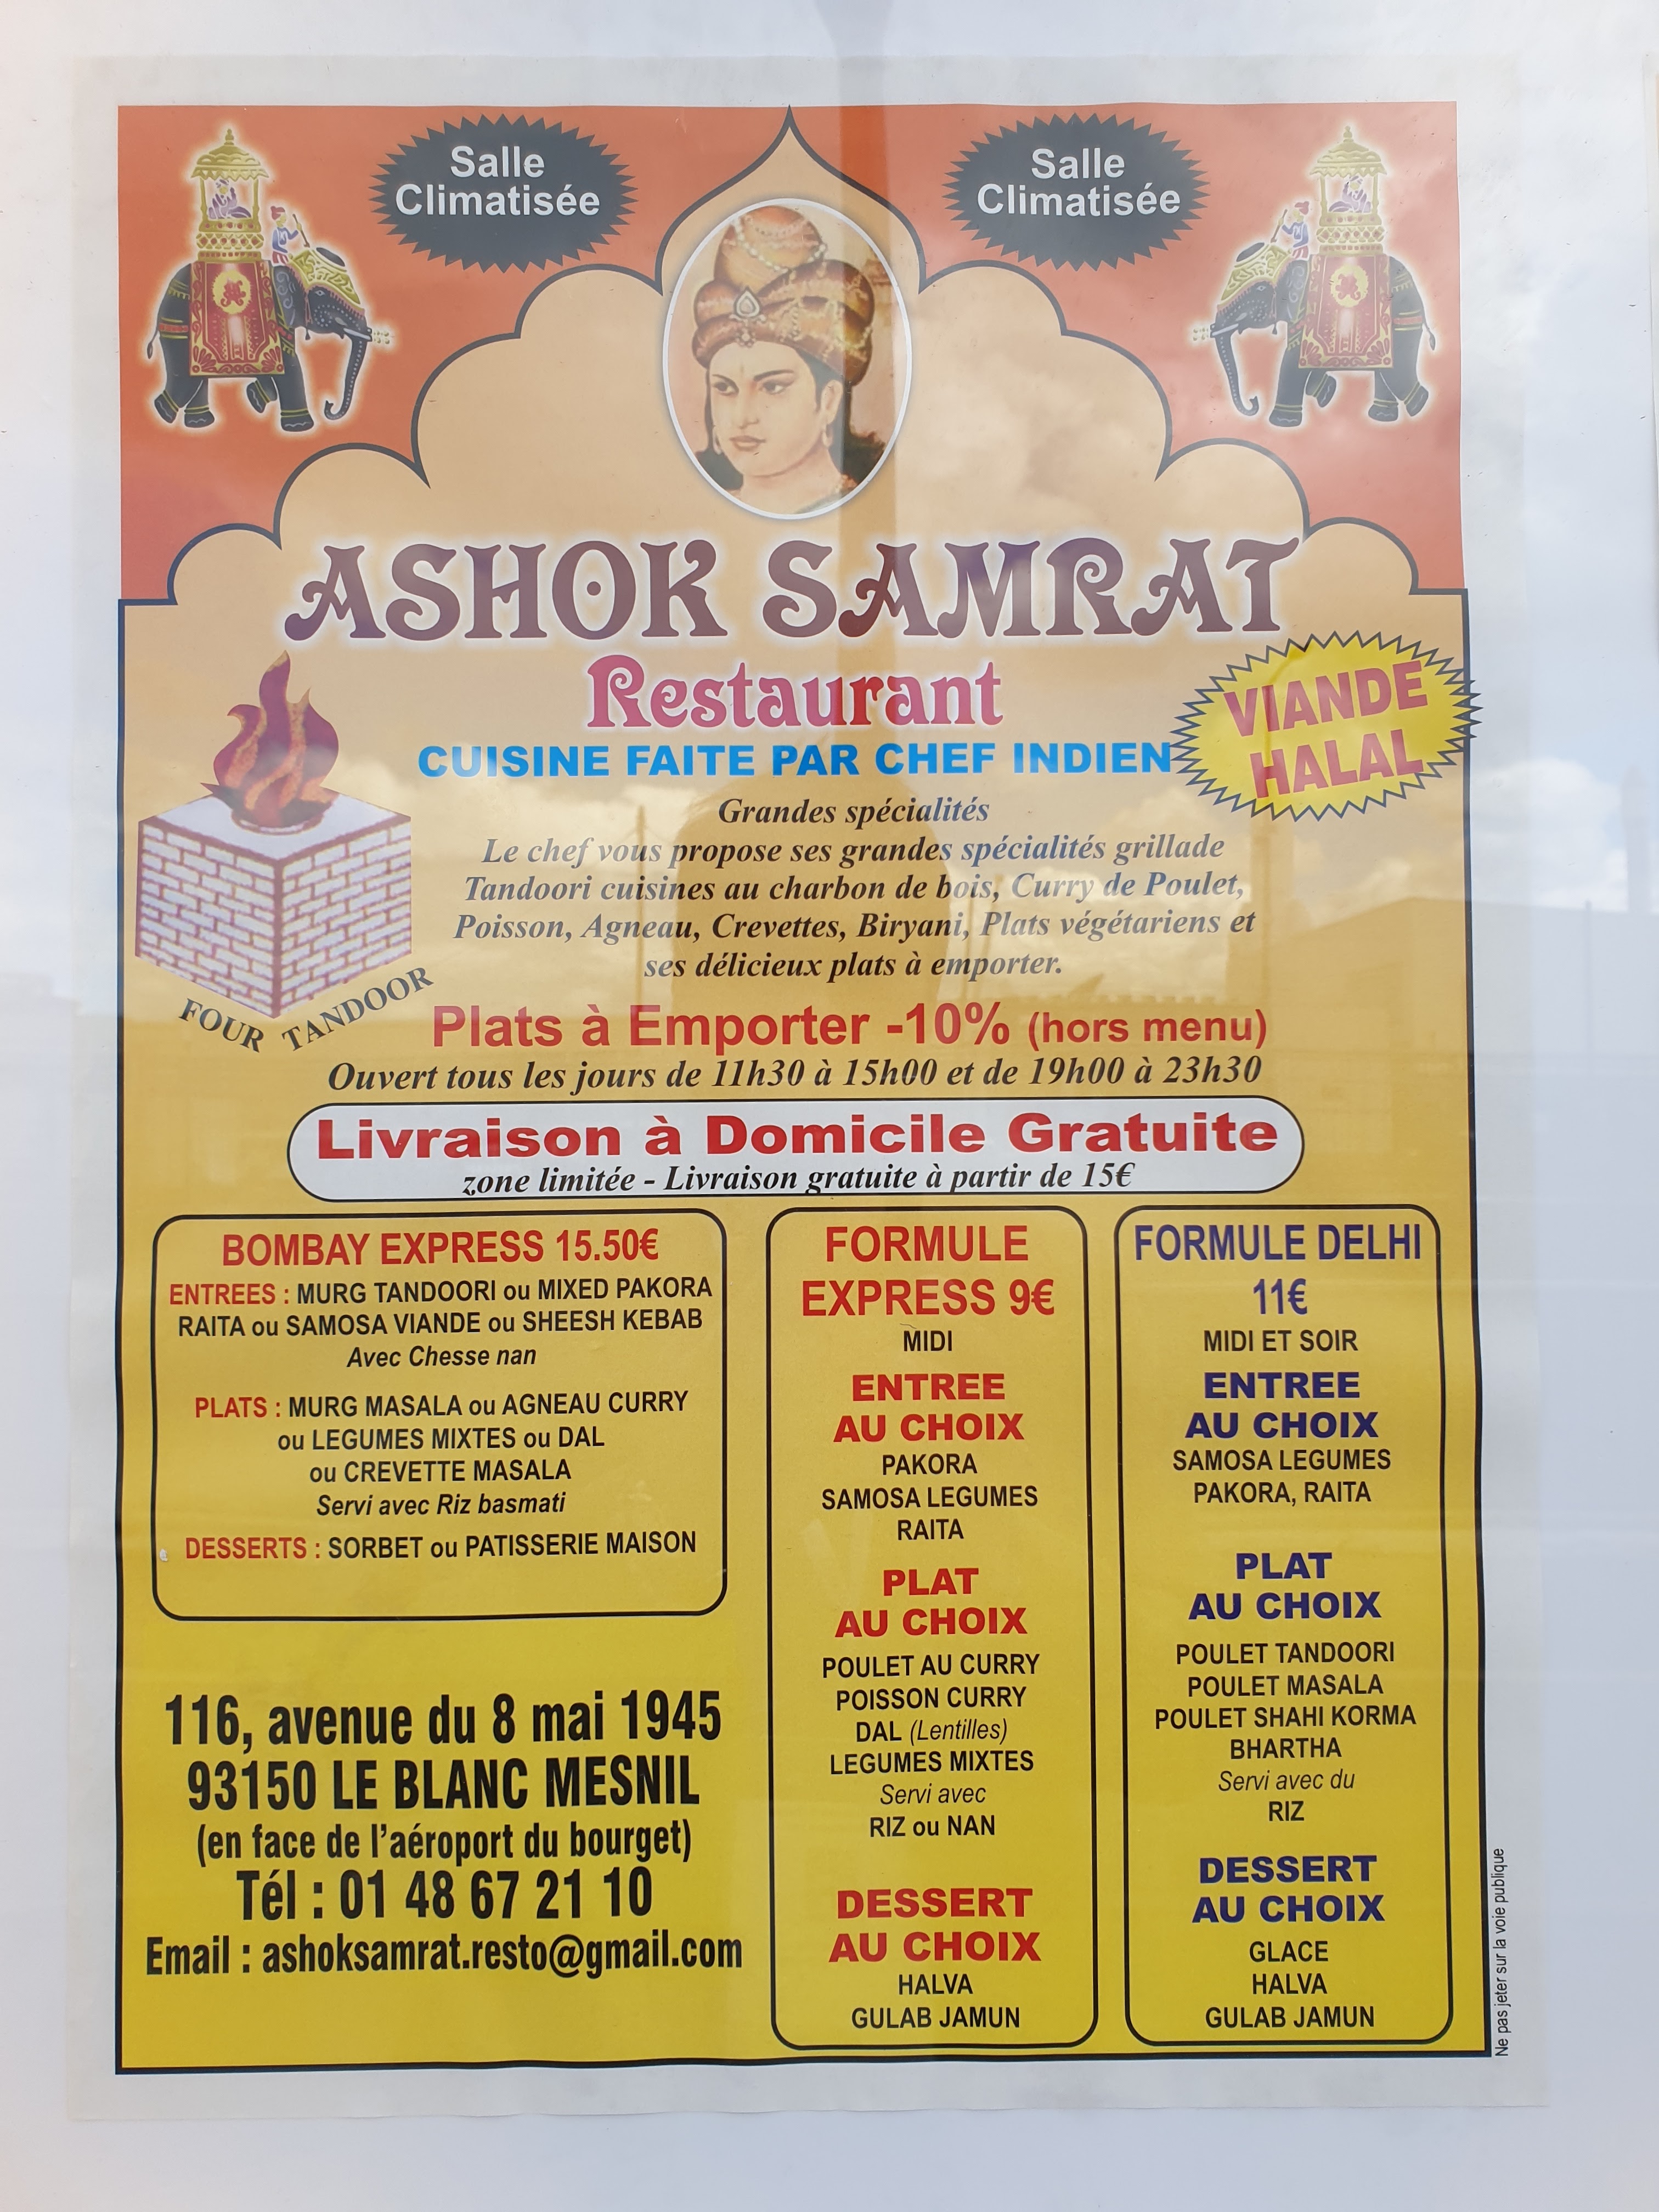 Salle
Climatisée
Salle
Climatisée
ASHOK SAMRAT
Restaurant
CUISINE FAITE PAR CHEF INDIEN
VIANDE
HALAL
Grandes spécialités
Le chef vous propose ses grandes spécialités grillade
Tandoori cuisines au charbon de bois, Curry de Poulet,
Poisson, Agneau, Crevettes, Biryani, Plats végétariens et
ses délicieux plats à emporter.
FOUR TANDOOR
Plats à Emporter -10% (hors menu)
Ouvert tous les jours de 11h30 à 15h00 et de 19h00 à 23h30
Livraison à Domicile Gratuite
zone limitée - Livraison gratuite à partir de 15€
BOMBAY EXPRESS 15.50€
ENTREES : MURG TANDOORI ou MIXED PAKORA
RAITA ou SAMOSA VIANDE ou SHEESH KEBAB
Avec Chesse nan
PLATS : MURG MASALA ou AGNEAU CURRY
ou LEGUMES MIXTES ou DAL
ou CREVETTE MASALA
Servi avec Riz basmati
DESSERTS : SORBET ou PATISSERIE MAISON
116, avenue du 8 mai 1945
93150 LE BLANC MESNIL
(en face de l'aéroport du bourget)
Tél : 01 48 67 21 10
Email : ashoksamrat.resto@gmail.com
FORMULE
EXPRESS 9€
MIDI
ENTREE
AU CHOIX
PAKORA
SAMOSA LEGUMES
RAITA
PLAT
AU CHOIX
POULET AU CURRY
POISSON CURRY
DAL (Lentilles)
LEGUMES MIXTES
Servi avec
RIZ ou NAN
DESSERT
AU CHOIX
HALVA
GULAB JAMUN
FORMULE DELHI
11€
MIDI ET SOIR
ENTREE
AU CHOIX
SAMOSA LEGUMES
PAKORA, RAITA
PLAT
AU CHOIX
POULET TANDOORI
POULET MASALA
POULET SHAHI KORMA
BHARTHA
Servi avec du
RIZ
DESSERT
AU CHOIX
GLACE
HALVA
GULAB JAMUN
Ne pas jeter sur la voie publique